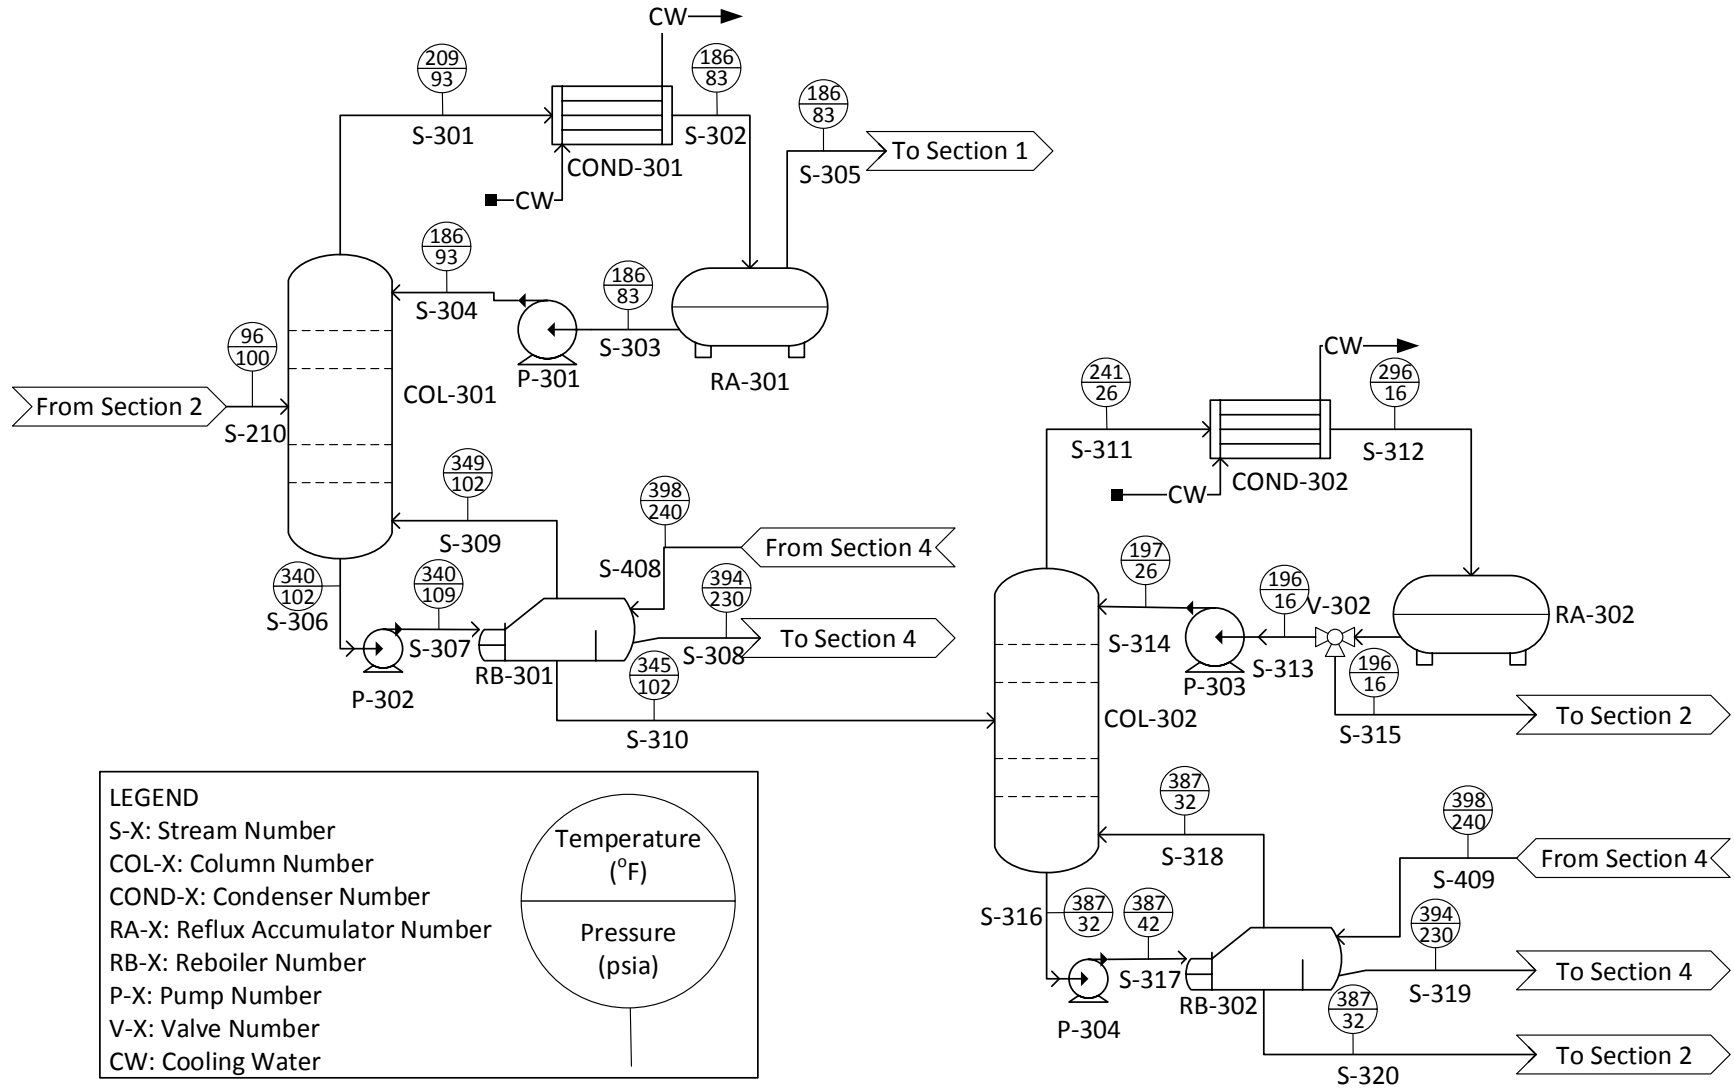 CW
209
93
186
83
186
83
S-301
S-302
To Section 1
COND-301
S-305
CW
186
93
186
83
S-304
S-303
P-301
RA-301
96
100
COL-301
From Section 2
S-210
CW
241
26
296
16
S-311
S-312
COND-302
CW
349
102
398
240
S-309
From Section 4
S-408
340
102
S-306
340
109
394
230
S-307
S-308
To Section 4
RB-301
P-302
345
102
S-310
197
26
196
16
V-302
RA-302
S-314
S-313
P-303
196
16
COL-302
To Section 2
S-315
387
32
398
240
S-318
From Section 4
S-409
S-316
387
32
387
42
394
230
S-317
To Section 4
RB-302
S-319
P-304
387
32
To Section 2
S-320
LEGEND
S-X: Stream Number
COL-X: Column Number
COND-X: Condenser Number
RA-X: Reflux Accumulator Number
RB-X: Reboiler Number
P-X: Pump Number
V-X: Valve Number
CW: Cooling Water
Temperature
(°F)
Pressure
(psia)